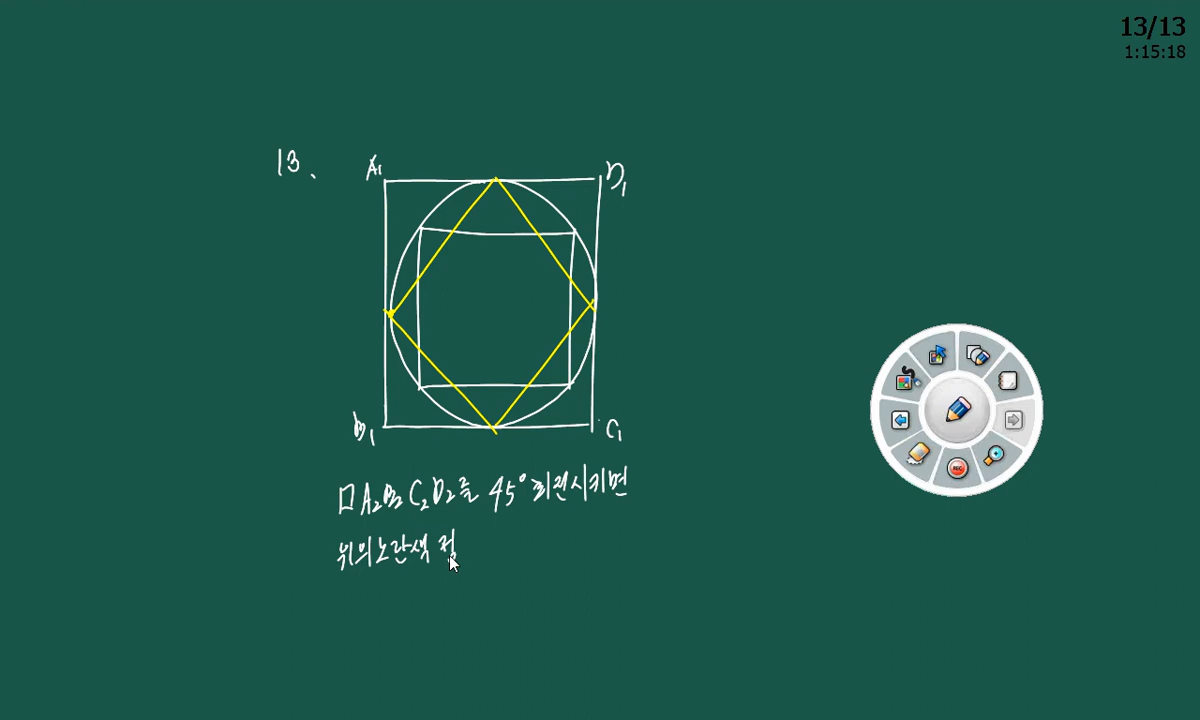 13/13
1:15:18
13.
A₁
D₁
B₁
C₁
□A₂B₂C₂D₂를 45° 회전시키면
위의 노란색 정
REC